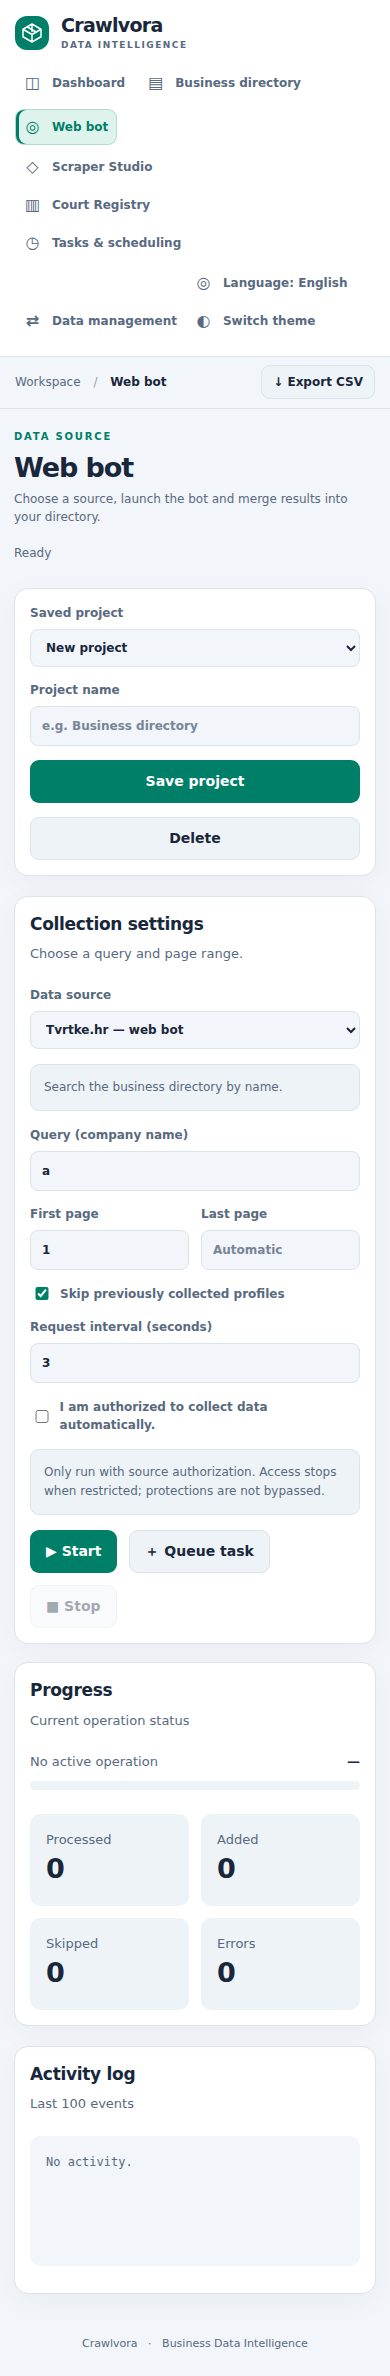 Crawlvora
DATA INTELLIGENCE
Dashboard
Business directory
Web bot
Scraper Studio
Court Registry
Tasks & scheduling
Language: English
Data management
Switch theme
Workspace / Web bot
↓ Export CSV
DATA SOURCE
Web bot
Choose a source, launch the bot and merge results into
your directory.
Ready
Saved project
New project
Project name
e.g. Business directory
Save project
Delete
Collection settings
Choose a query and page range.
Data source
Tvrtke.hr — web bot
Search the business directory by name.
Query (company name)
a
First page
Last page
1
Automatic
Skip previously collected profiles
Request interval (seconds)
3
I am authorized to collect data
automatically.
Only run with source authorization. Access stops
when restricted; protections are not bypassed.
▶ Start
+ Queue task
■ Stop
Progress
Current operation status
No active operation
—
Processed
Added
0
0
Skipped
Errors
0
0
Activity log
Last 100 events
No activity.
Crawlvora · Business Data Intelligence